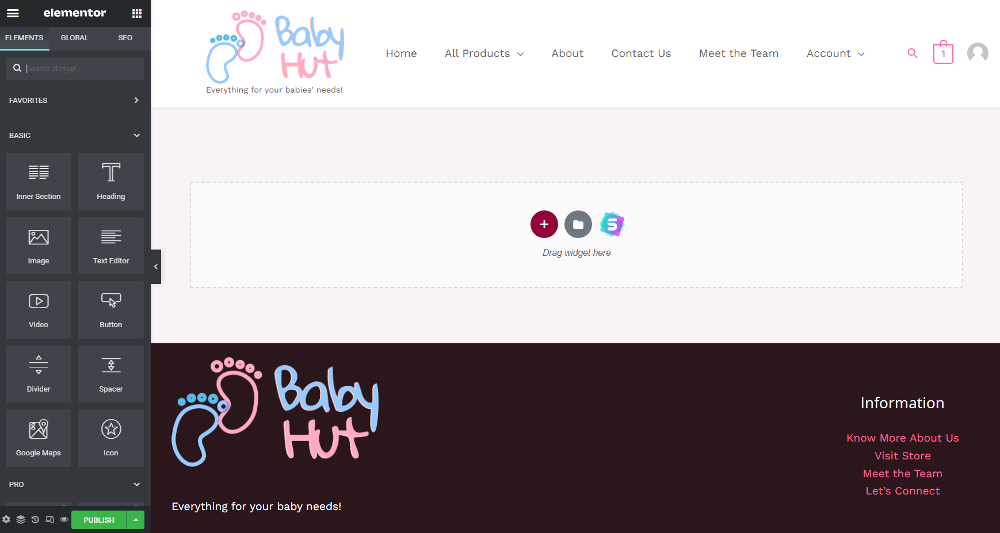 elementor
ELEMENTS GLOBAL SEO
Search Widget...
FAVORITES
BASIC
Inner Section
Heading
Image
Text Editor
Video
Button
Divider
Spacer
Google Maps
Icon
PRO
PUBLISH
Baby
Hut
Everything for your babies' needs!
Home All Products About Contact Us Meet the Team Account
1
S
Drag widget here
Baby
Hut
Everything for your baby needs!
Information
Know More About Us
Visit Store
Meet the Team
Let’s Connect